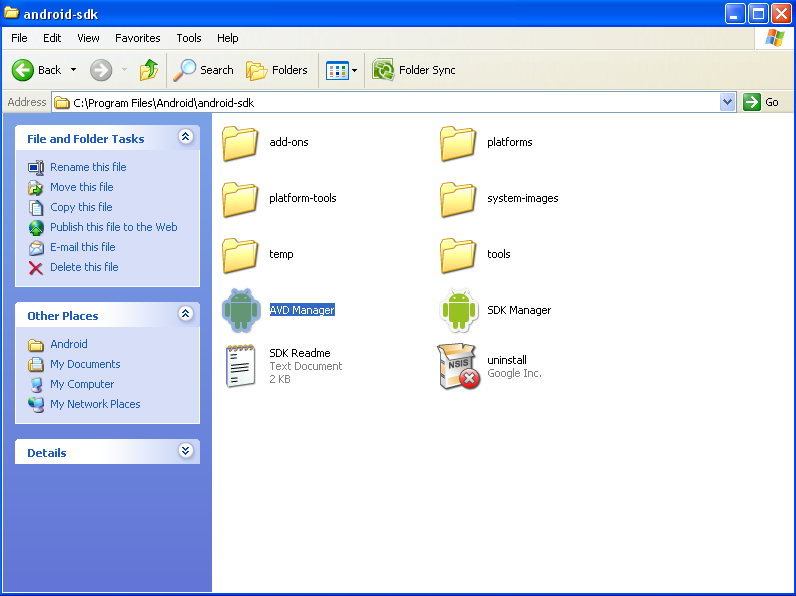 android-sdk
File Edit View Favorites Tools Help
Back Search Folders Folder Sync
Address C:\Program Files\Android\android-sdk Go
File and Folder Tasks
Rename this file
Move this file
Copy this file
Publish this file to the Web
E-mail this file
Delete this file
Other Places
Android
My Documents
My Computer
My Network Places
Details
add-ons
platforms
platform-tools
system-images
temp
tools
AVD Manager
SDK Manager
SDK Readme
Text Document
2 KB
NSIS
uninstall
Google Inc.